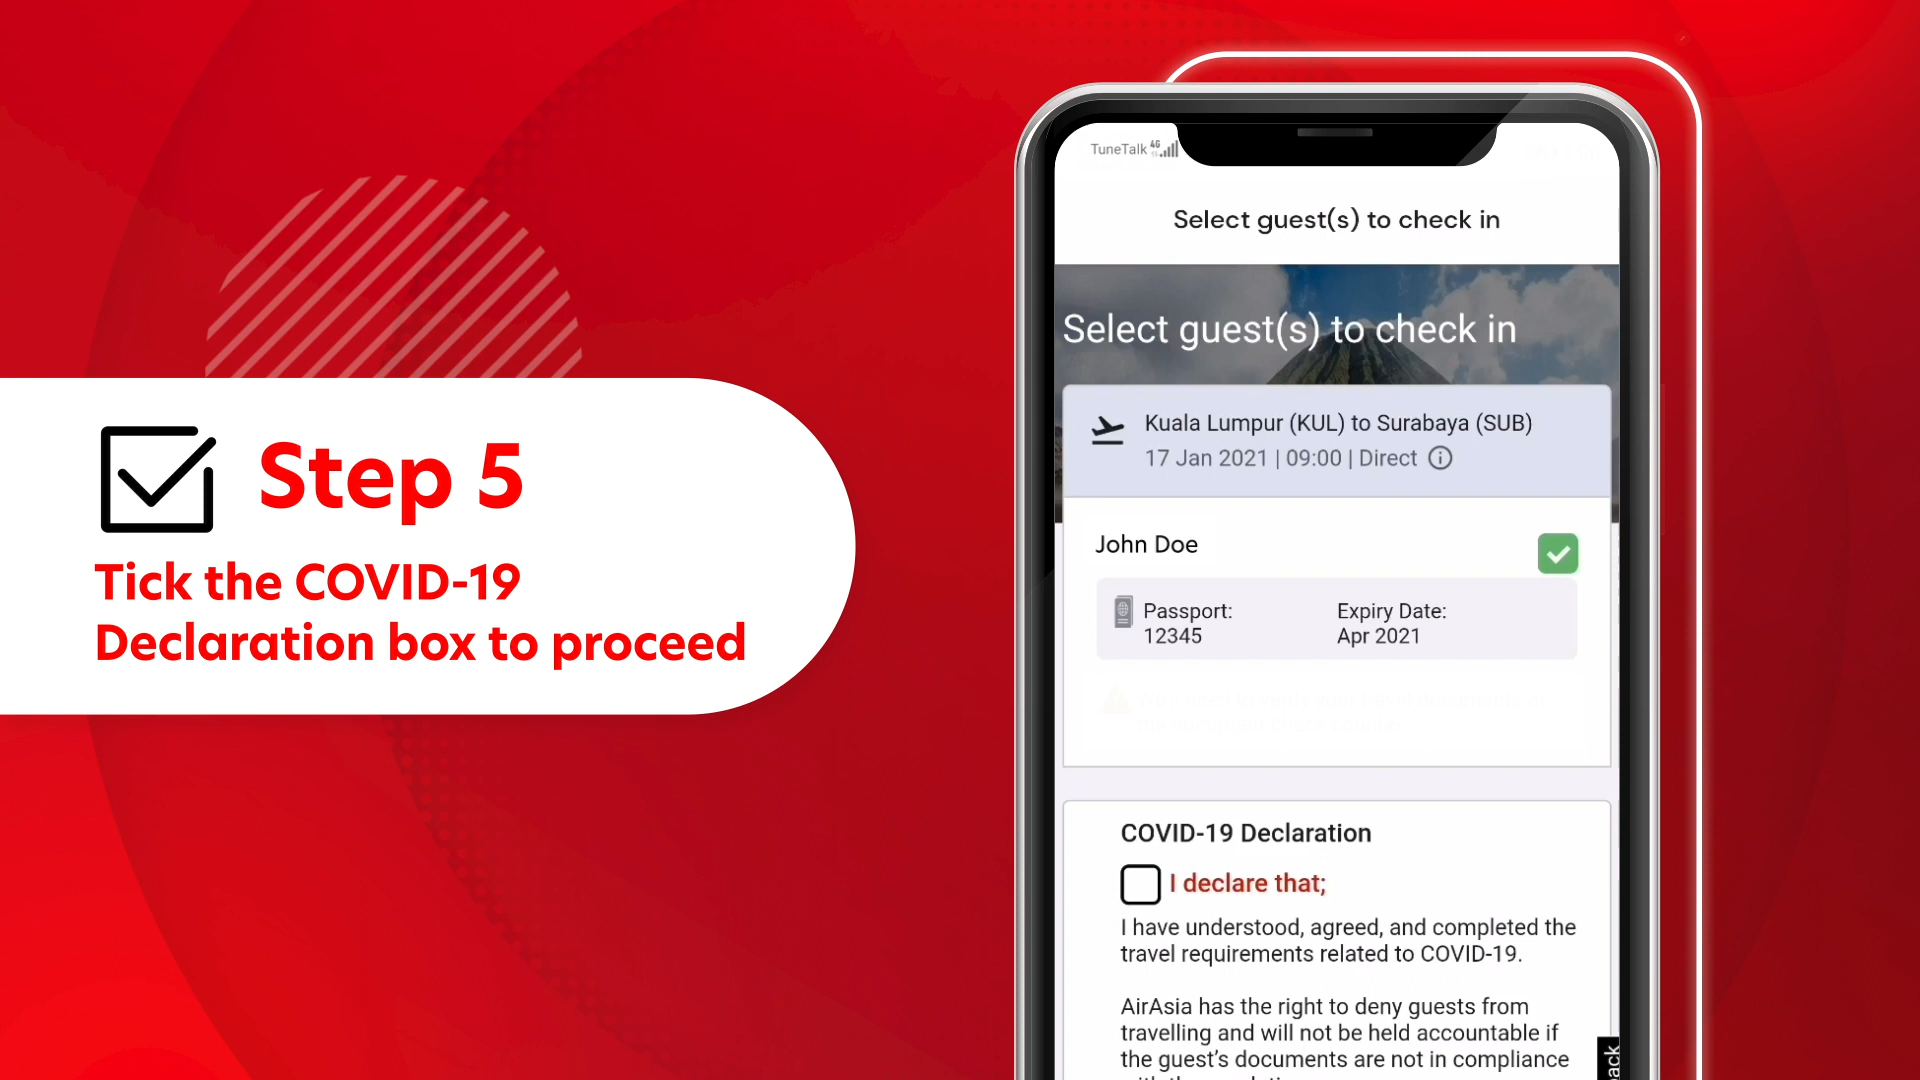 Step 5
Tick the COVID-19
Declaration box to proceed
TuneTalk 4G
Select guest(s) to check in
Select guest(s) to check in
Kuala Lumpur (KUL) to Surabaya (SUB)
17 Jan 2021 | 09:00 | Direct
John Doe
Passport:
12345
Expiry Date:
Apr 2021
COVID-19 Declaration
I declare that;
I have understood, agreed, and completed the
travel requirements related to COVID-19.
AirAsia has the right to deny guests from
travelling and will not be held accountable if
the guest's documents are not in compliance